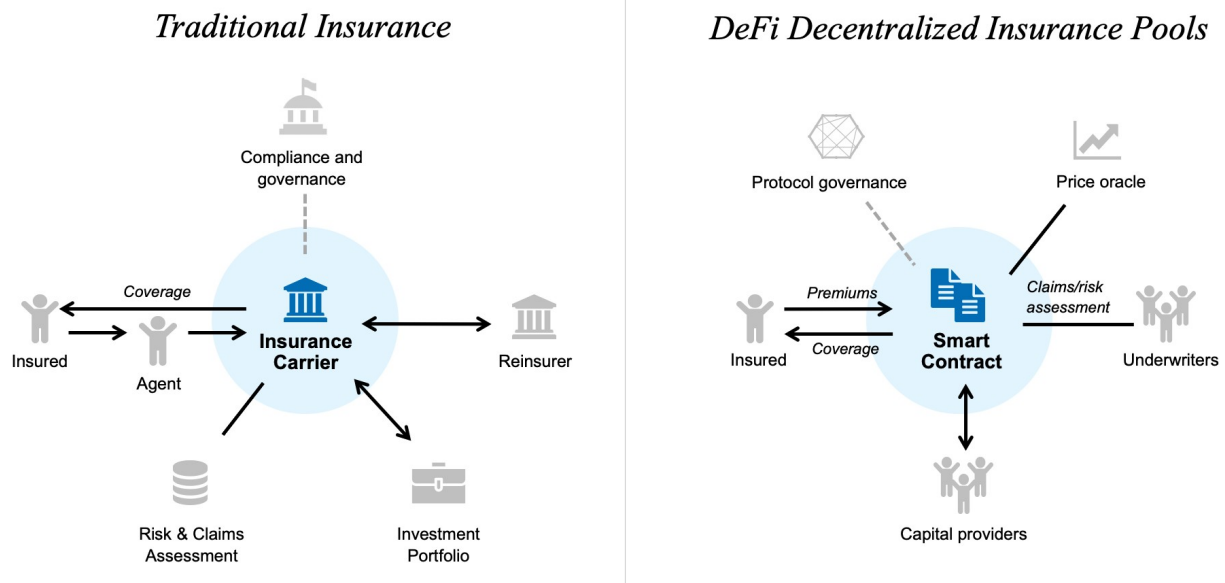 Traditional Insurance
Compliance and
governance
Coverage
Insured
Agent
Insurance
Carrier
Reinsurer
Risk & Claims
Assessment
Investment
Portfolio
DeFi Decentralized Insurance Pools
Protocol governance
Price oracle
Premiums
Coverage
Insured
Smart
Contract
Claims/risk
assessment
Underwriters
Capital providers